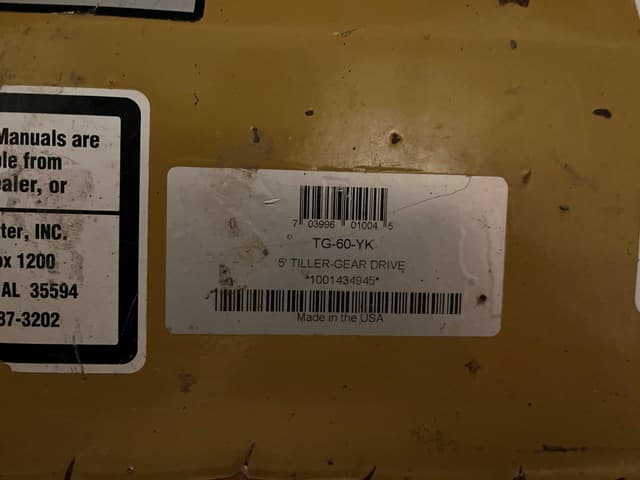 Manuals are
ble from
ealer, or
ter, INC.
ox 1200
AL 35594
87-3202
7 03996 01004 5
TG-60-YK
5' TILLER-GEAR DRIVE
*1001434945*
Made in the USA